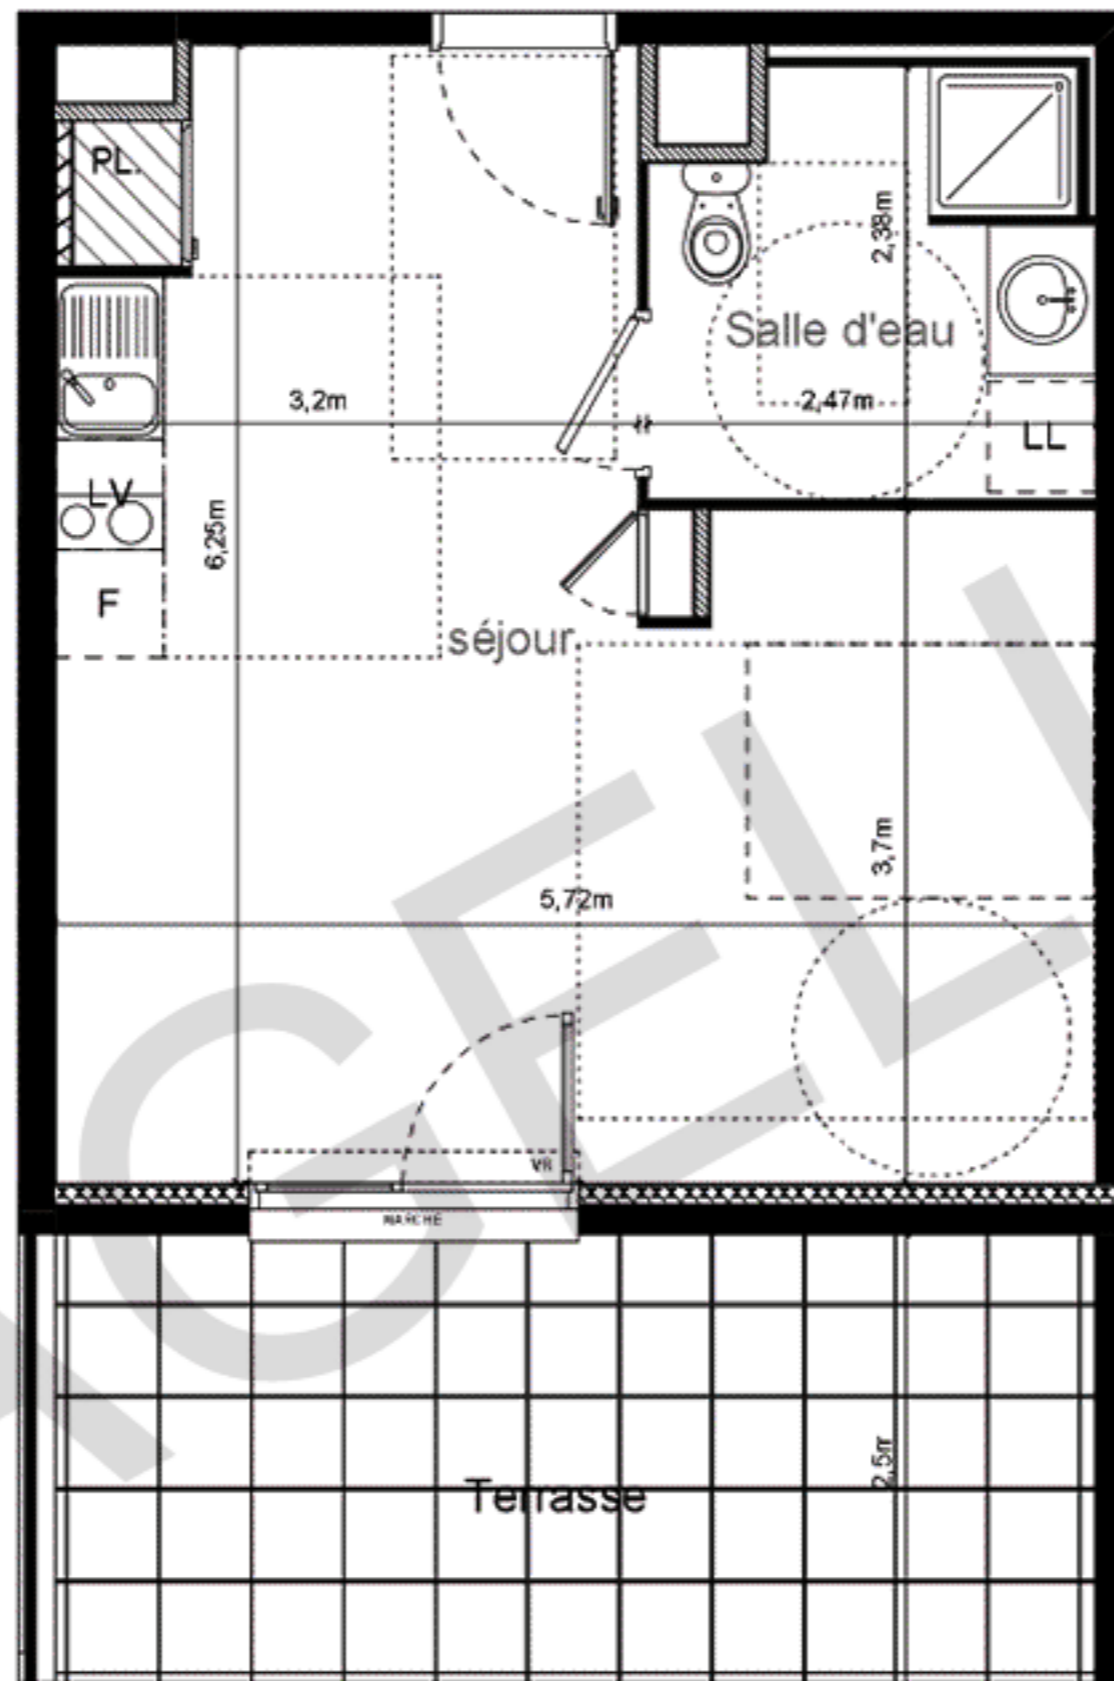 PL.
2,38m
Salle d'eau
3,2m
2,47m
LL
LV
6,25m
F
séjour
3,7m
5,72m
VR
MARCHE
2,5m
Terrasse